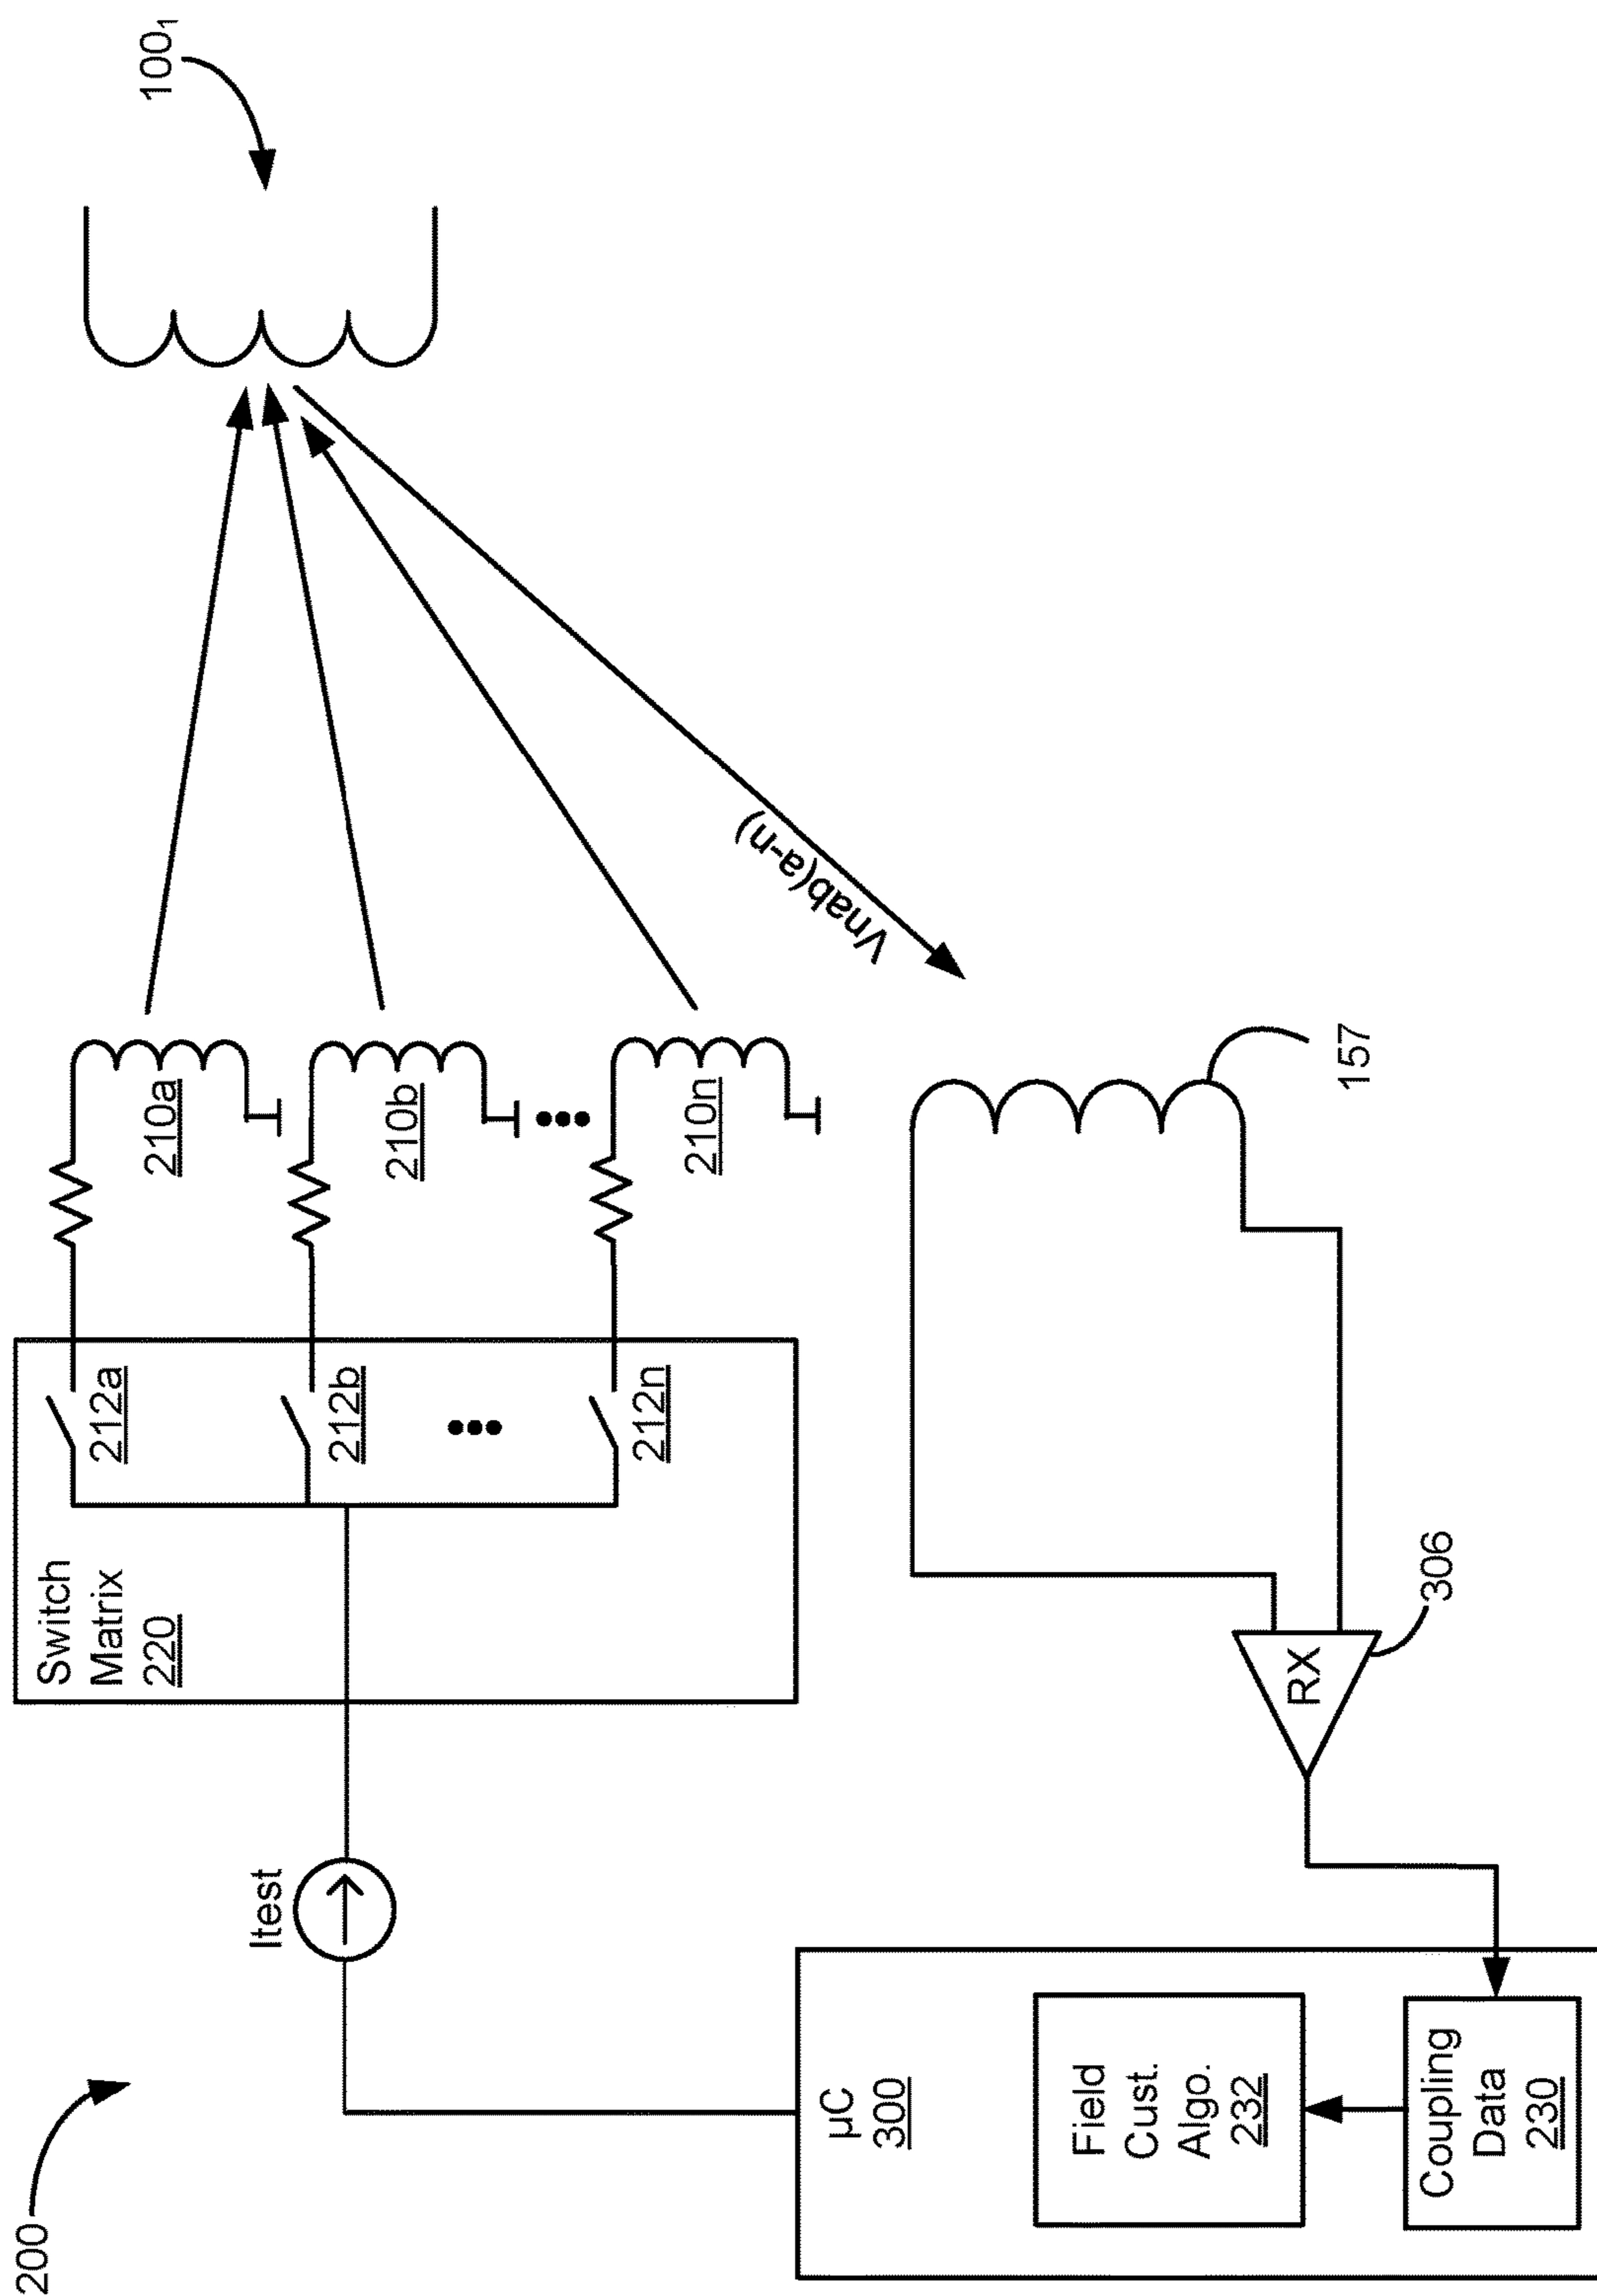 200
Itest
Switch
Matrix
220
212a
212b
212n
210a
210b
210n
100₁
Vnab(a-n)
157
RX
306
µC
300
Field
Cust.
Algo.
232
Coupling
Data
230